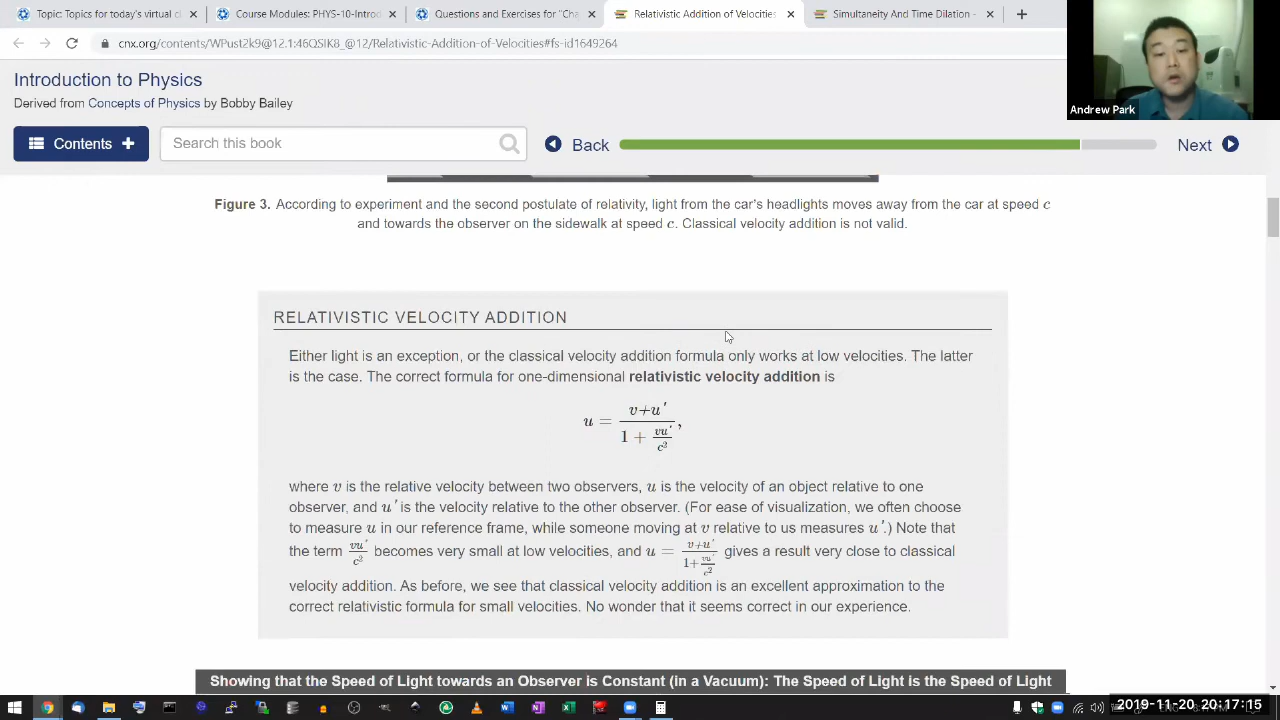 Topic: Topics for today's virtual cl
Course Modules: PHYS-10-Introd
Questions and Exercises for "Cha
Relativistic Addition of Velocities
Simultaneity And Time Dilation -
cnx.org/contents/WPust2k9@12.1:46QSIK8_@12/Relativistic-Addition-of-Velocities#fs-id1649264
Andrew Park
Introduction to Physics
Derived from Concepts of Physics by Bobby Bailey
Contents +
Search this book
Back
Next
Figure 3. According to experiment and the second postulate of relativity, light from the car's headlights moves away from the car at speed c
and towards the observer on the sidewalk at speed c. Classical velocity addition is not valid.
RELATIVISTIC VELOCITY ADDITION
Either light is an exception, or the classical velocity addition formula only works at low velocities. The latter
is the case. The correct formula for one-dimensional relativistic velocity addition is
u = (v+u′)/(1 + vu′/c²),
where v is the relative velocity between two observers, u is the velocity of an object relative to one
observer, and u′ is the velocity relative to the other observer. (For ease of visualization, we often choose
to measure u in our reference frame, while someone moving at v relative to us measures u′.) Note that
the term vu′/c² becomes very small at low velocities, and u = (v+u′)/(1+vu′/c²) gives a result very close to classical
velocity addition. As before, we see that classical velocity addition is an excellent approximation to the
correct relativistic formula for small velocities. No wonder that it seems correct in our experience.
Showing that the Speed of Light towards an Observer is Constant (in a Vacuum): The Speed of Light is the Speed of Light
2019-11-20 20:17:15